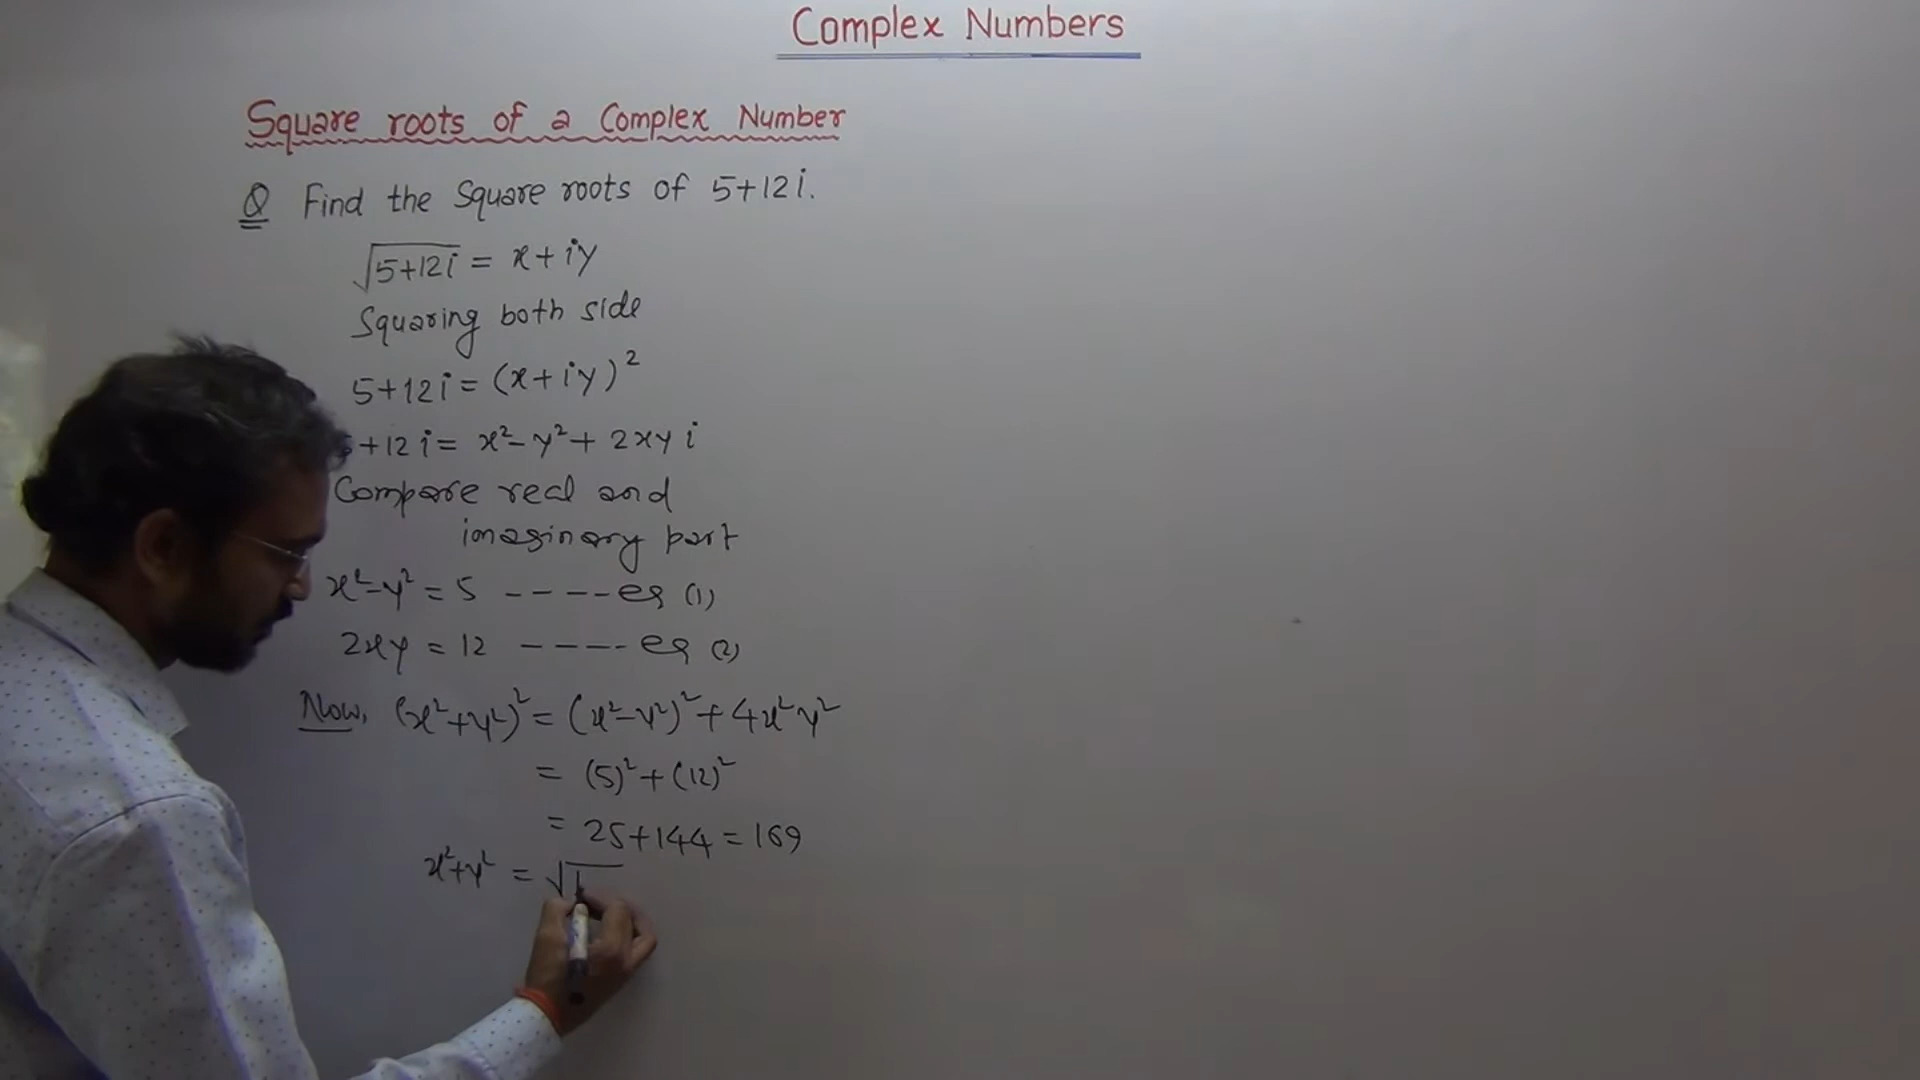 Complex Numbers
Square roots of a Complex Number
Q Find the Square roots of 5+12i.
√5+12i = x+iy
Squaring both side
5+12i = (x+iy)²
+12i = x²-y²+2xyi
Compare real and
imaginary part
x²-y² = 5 ----- eq (1)
2xy = 12 ----- eq (2)
Now, (x²+y²)² = (x²-y²)²+4x²y²
= (5)²+(12)²
= 25+144 = 169
x²+y² = √1